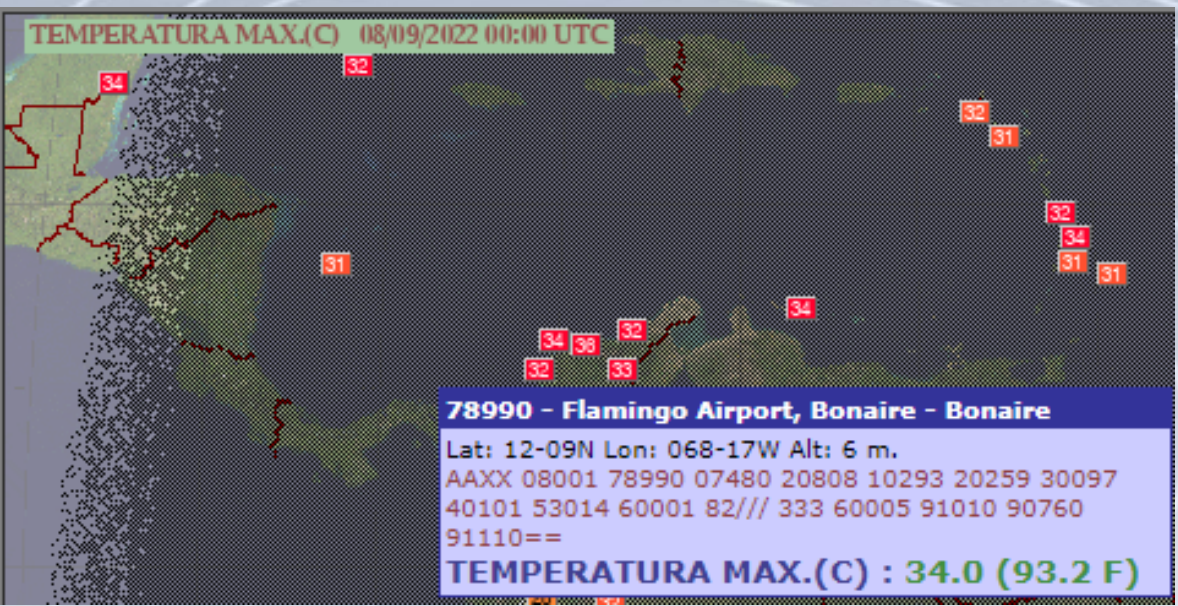 TEMPERATURA MAX.(C) 08/09/2022 00:00 UTC
32
34
32
31
32
34
31
31
31
34
32
34
36
32
33
78990 - Flamingo Airport, Bonaire - Bonaire
Lat: 12-09N Lon: 068-17W Alt: 6 m.
AAXX 08001 78990 07480 20808 10293 20259 30097
40101 53014 60001 82/// 333 60005 91010 90760
91110==
TEMPERATURA MAX.(C) : 34.0 (93.2 F)